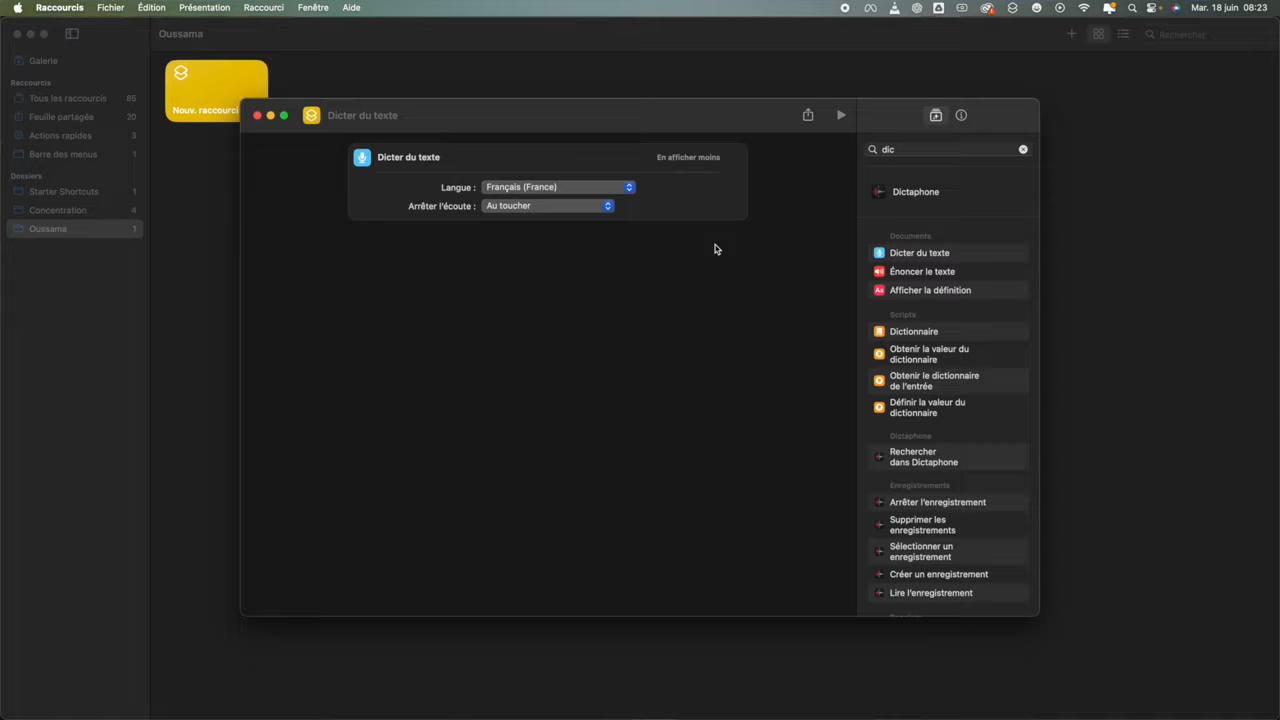 Raccourcis Fichier Édition Présentation Raccourci Fenêtre Aide Mar. 18 juin 08:23
Oussama
Rechercher
Galerie
Raccourcis
Tous les raccourcis 85
Feuille partagée 20
Actions rapides 3
Barre des menus 1
Dossiers
Starter Shortcuts 1
Concentration 4
Oussama 1
Nouv. raccourci
Dicter du texte
Dicter du texte En afficher moins
Langue : Français (France)
Arrêter l'écoute : Au toucher
dic
Dictaphone
Documents
Dicter du texte
Énoncer le texte
Aa Afficher la définition
Scripts
Dictionnaire
Obtenir la valeur du
dictionnaire
Obtenir le dictionnaire
de l'entrée
Définir la valeur du
dictionnaire
Dictaphone
Rechercher
dans Dictaphone
Enregistrements
Arrêter l'enregistrement
Supprimer les
enregistrements
Sélectionner un
enregistrement
Créer un enregistrement
Lire l'enregistrement